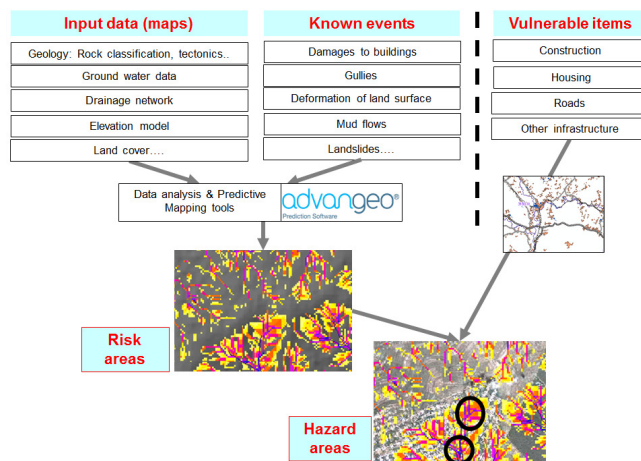 Input data (maps)
Geology: Rock classification, tectonics..
Ground water data
Drainage network
Elevation model
Land cover....
Known events
Damages to buildings
Gullies
Deformation of land surface
Mud flows
Landslides....
Vulnerable items
Construction
Housing
Roads
Other infrastructure
Data analysis & Predictive
Mapping tools
advangeo®
Prediction Software
Risk
areas
Hazard
areas